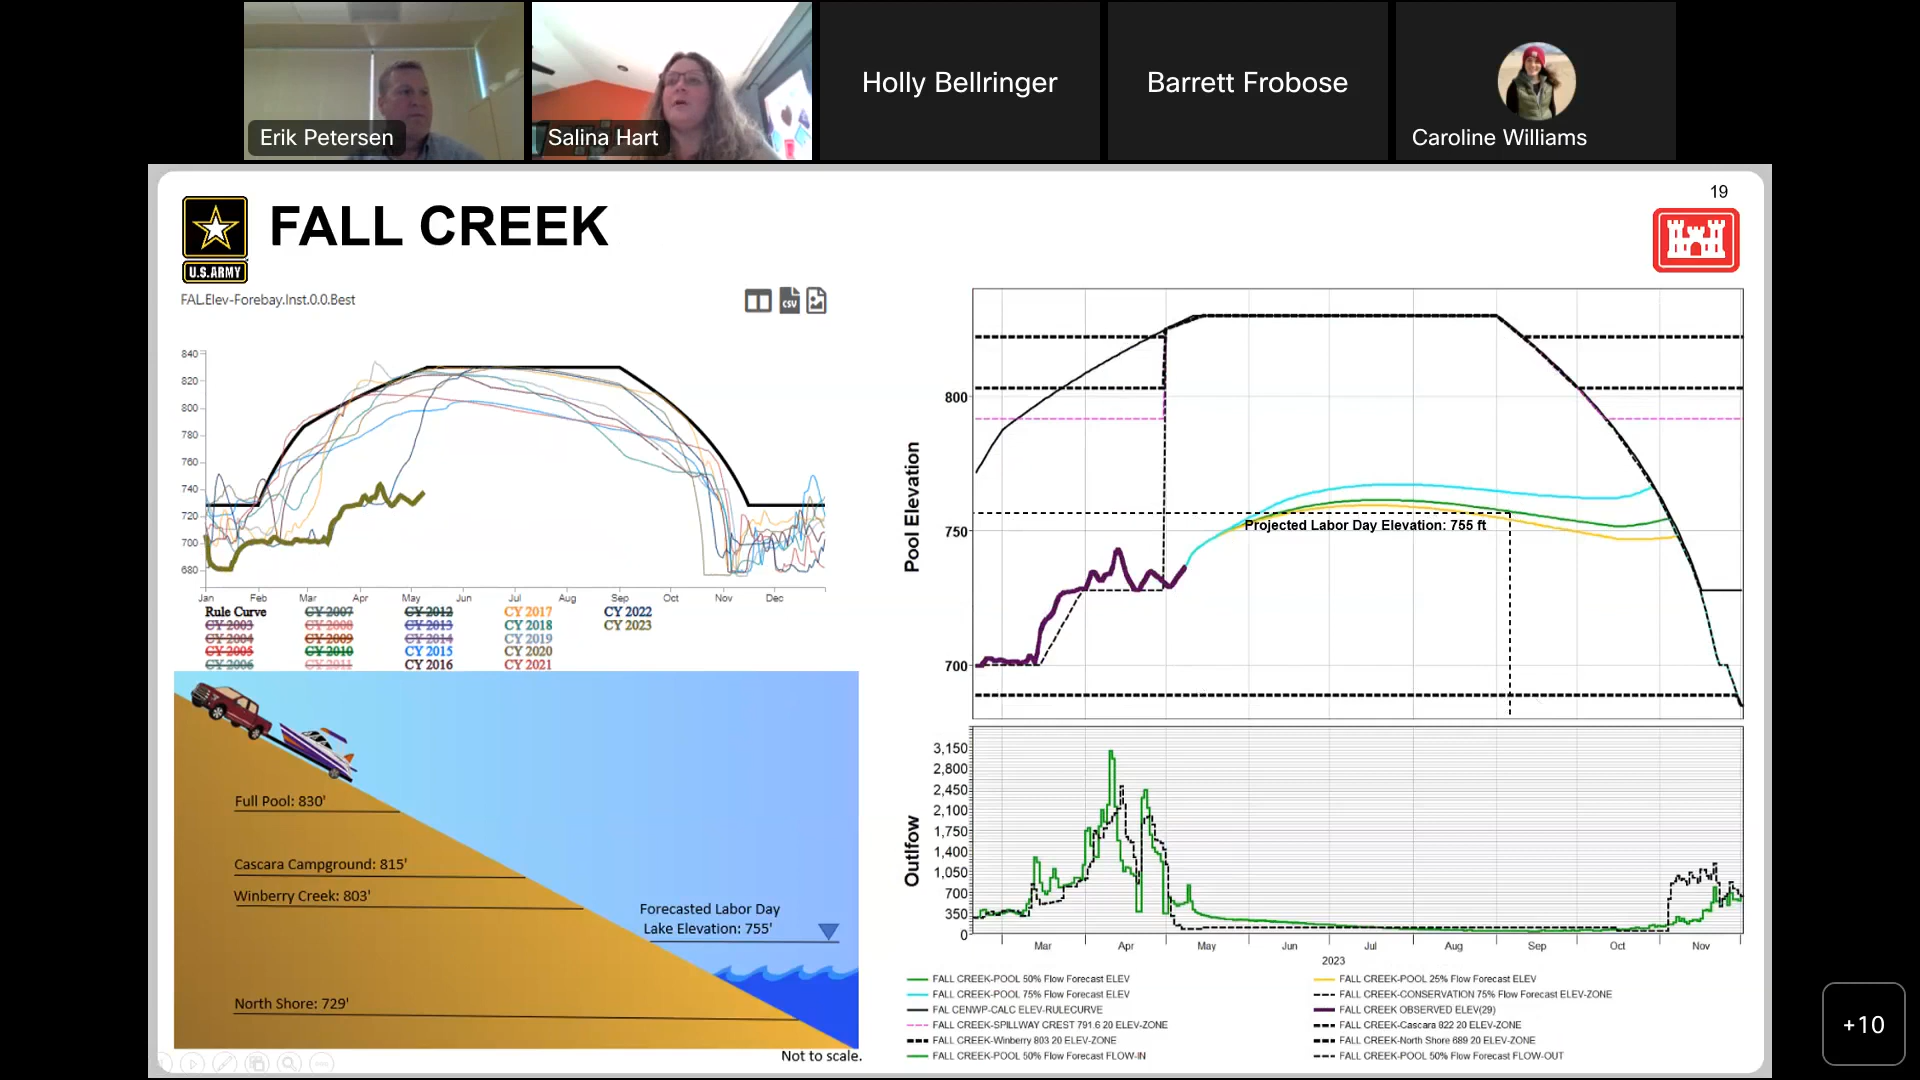 Erik Petersen
Salina Hart
Holly Bellringer
Barrett Frobose
Caroline Williams
19
FALL CREEK
U.S.ARMY
FAL.Elev-Forebay.Inst.0.0.Best
CSV
840
820
800
780
760
740
720
700
680
Jan Feb Mar Apr May Jun Jul Aug Sep Oct Nov Dec
Rule Curve CY 2007 CY 2012 CY 2017 CY 2022
CY 2003 CY 2008 CY 2013 CY 2018 CY 2023
CY 2004 CY 2009 CY 2014 CY 2019
CY 2005 CY 2010 CY 2015 CY 2020
CY 2006 CY 2011 CY 2016 CY 2021
Full Pool: 830'
Cascara Campground: 815'
Winberry Creek: 803'
Forecasted Labor Day
Lake Elevation: 755'
North Shore: 729'
Not to scale.
Pool Elevation
800
750
700
Projected Labor Day Elevation: 755 ft
Outlfow
3,150
2,800
2,450
2,100
1,750
1,400
1,050
700
350
0
Mar Apr May Jun Jul Aug Sep Oct Nov
2023
FALL CREEK-POOL 50% Flow Forecast ELEV
FALL CREEK-POOL 75% Flow Forecast ELEV
FAL CENWP-CALC ELEV-RULECURVE
FALL CREEK-SPILLWAY CREST 791.6 20 ELEV-ZONE
FALL CREEK-Winberry 803 20 ELEV-ZONE
FALL CREEK-POOL 50% Flow Forecast FLOW-IN
FALL CREEK-POOL 25% Flow Forecast ELEV
FALL CREEK-CONSERVATION 75% Flow Forecast ELEV-ZONE
FALL CREEK OBSERVED ELEV(29)
FALL CREEK-Cascara 822 20 ELEV-ZONE
FALL CREEK-North Shore 689 20 ELEV-ZONE
FALL CREEK-POOL 50% Flow Forecast FLOW-OUT
+10